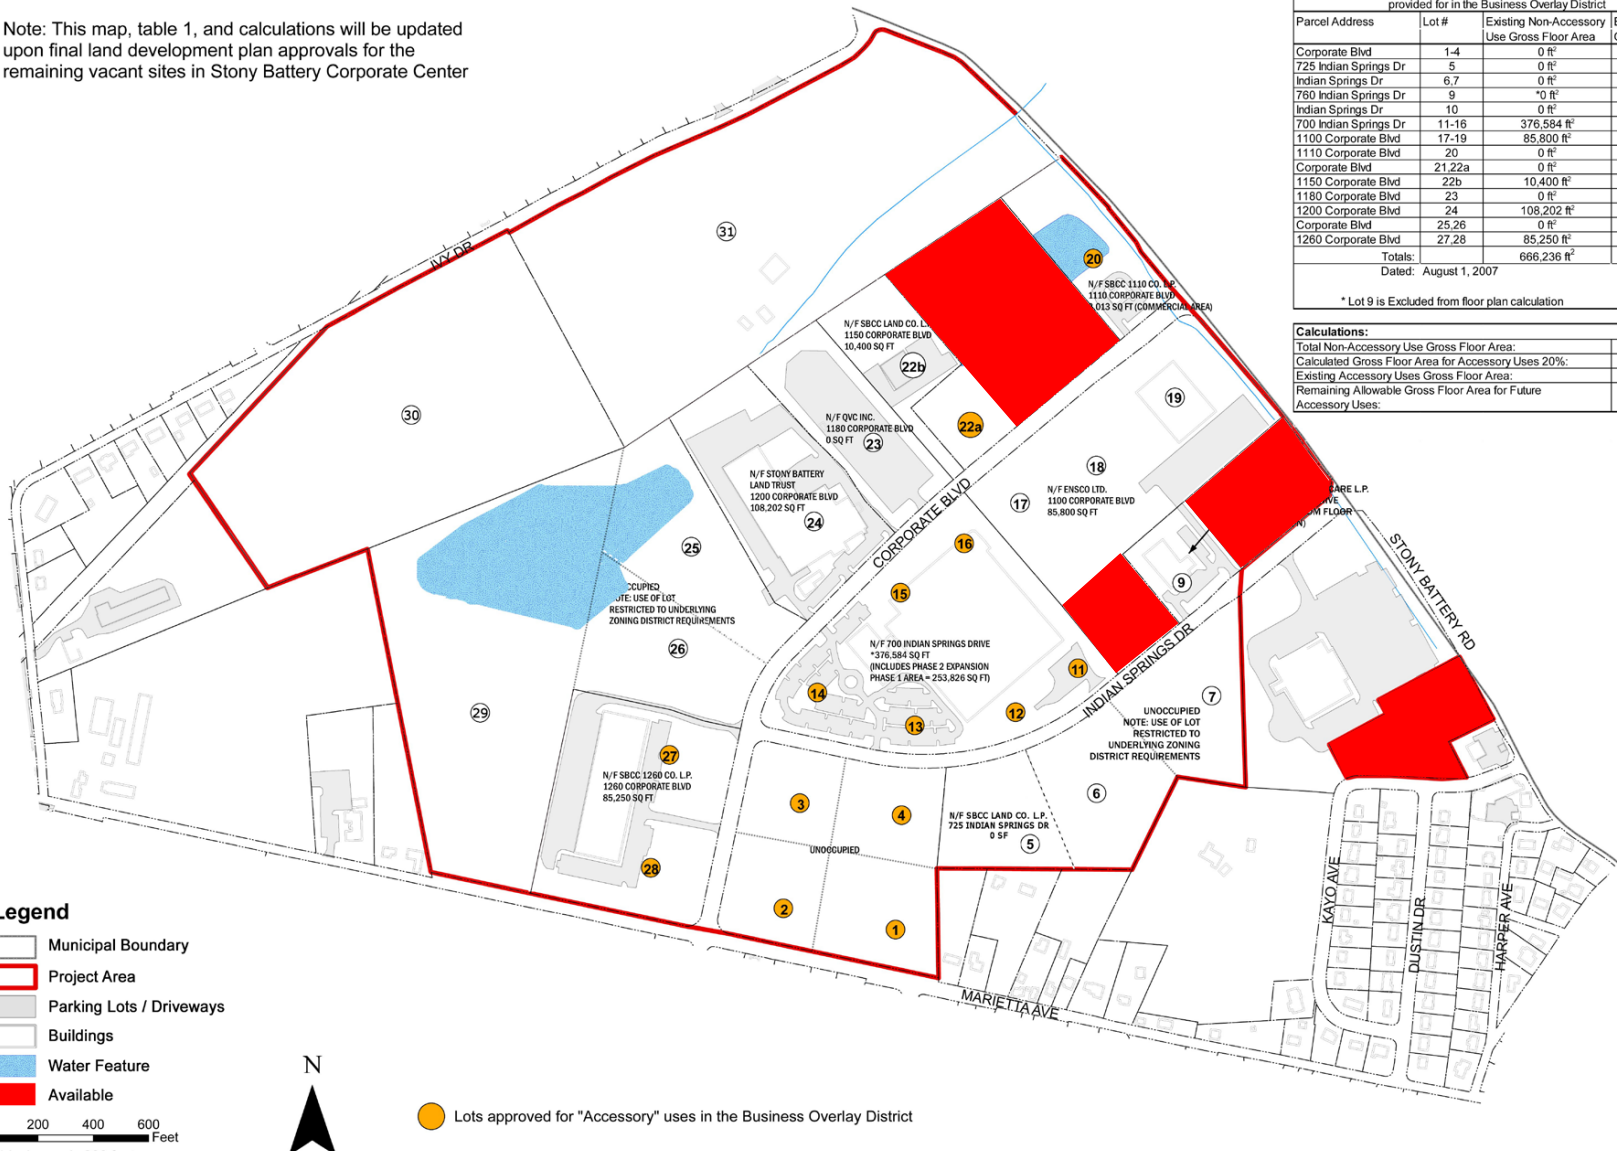 Note: This map, table 1, and calculations will be updated
upon final land development plan approvals for the
remaining vacant sites in Stony Battery Corporate Center
provided for in the Business Overlay District
Parcel Address Lot # Existing Non-Accessory
Use Gross Floor Area
Corporate Blvd 1-4 0 ft²
725 Indian Springs Dr 5 0 ft²
Indian Springs Dr 6,7 0 ft²
760 Indian Springs Dr 9 *0 ft²
Indian Springs Dr 10 0 ft²
700 Indian Springs Dr 11-16 376,584 ft²
1100 Corporate Blvd 17-19 85,800 ft²
1110 Corporate Blvd 20 0 ft²
Corporate Blvd 21,22a 0 ft²
1150 Corporate Blvd 22b 10,400 ft²
1180 Corporate Blvd 23 0 ft²
1200 Corporate Blvd 24 108,202 ft²
Corporate Blvd 25,26 0 ft²
1260 Corporate Blvd 27,28 85,250 ft²
Totals: 666,236 ft²
Dated: August 1, 2007
* Lot 9 is Excluded from floor plan calculation
Calculations:
Total Non-Accessory Use Gross Floor Area:
Calculated Gross Floor Area for Accessory Uses 20%:
Existing Accessory Uses Gross Floor Area:
Remaining Allowable Gross Floor Area for Future
Accessory Uses:
IVY DR
31
30
20
N/F SBCC 1110 CO. L.P.
1110 CORPORATE BLVD
,013 SQ FT (COMMERCIAL AREA)
N/F SBCC LAND CO. L.
1150 CORPORATE BLVD
10,400 SQ FT
22b
22a
N/F QVC INC.
1180 CORPORATE BLVD
0 SQ FT
23
19
18
17
N/F ENSCO LTD.
1100 CORPORATE BLVD
85,800 SQ FT
N/F STONY BATTERY
LAND TRUST
1200 CORPORATE BLVD
108,202 SQ FT
24
CORPORATE BLVD
CARE L.P.
VE
OM FLOOR
N)
STONY BATTERY RD
25
CCUPIED
OTE: USE OF LOT
RESTRICTED TO UNDERLYING
ZONING DISTRICT REQUIREMENTS
26
16
15
9
N/F 700 INDIAN SPRINGS DRIVE
*376,584 SQ FT
(INCLUDES PHASE 2 EXPANSION
PHASE 1 AREA = 253,826 SQ FT)
14
13
12
11
INDIAN SPRINGS DR
29
7
UNOCCUPIED
NOTE: USE OF LOT
RESTRICTED TO
UNDERLYING ZONING
DISTRICT REQUIREMENTS
6
27
N/F SBCC 1260 CO. L.P.
1260 CORPORATE BLVD
85,250 SQ FT
28
3
4
UNOCCUPIED
2
1
N/F SBCC LAND CO. L.P.
725 INDIAN SPRINGS DR
0 SF
5
KAYO AVE
DUSTIN DR
HARPER AVE
MARIETTA AVE
Legend
Municipal Boundary
Project Area
Parking Lots / Driveways
Buildings
Water Feature
Available
200 400 600
Feet
N
Lots approved for "Accessory" uses in the Business Overlay District